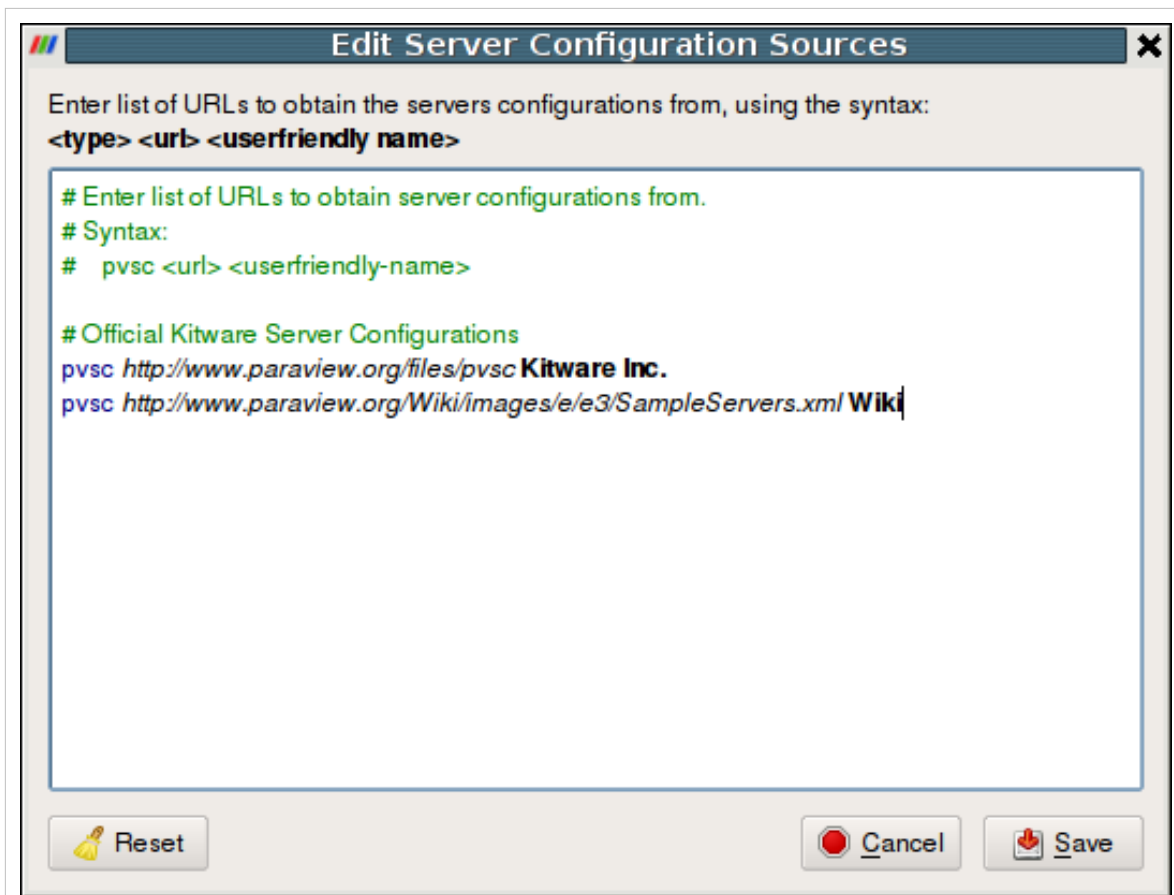 Edit Server Configuration Sources
Enter list of URLs to obtain the servers configurations from, using the syntax:
<type> <url> <userfriendly name>
# Enter list of URLs to obtain server configurations from.
# Syntax:
#   pvsc <url> <userfriendly-name>
# Official Kitware Server Configurations
pvsc http://www.paraview.org/files/pvsc Kitware Inc.
pvsc http://www.paraview.org/Wiki/images/e/e3/SampleServers.xml Wiki
Reset
Cancel
Save